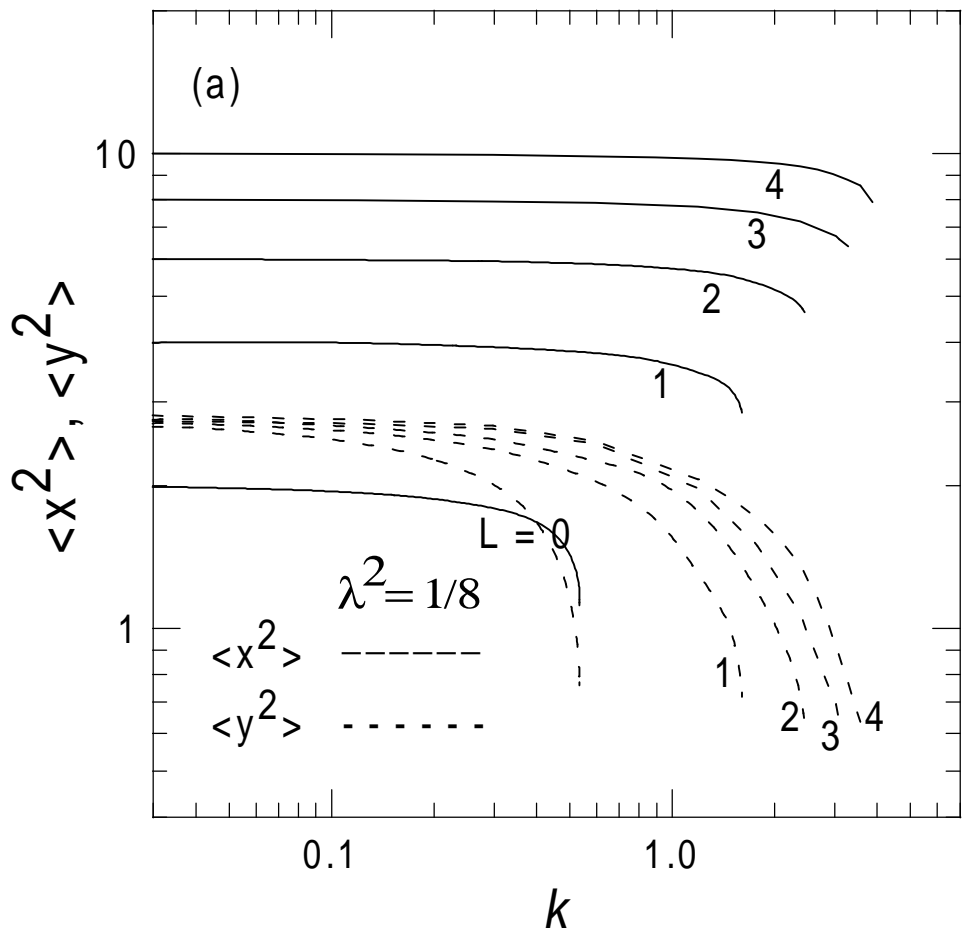 (a)
10
1
<x²>, <y²>
4
3
2
1
L = 0
λ² = 1/8
<x²>
<y²>
1
2
3
4
0.1
1.0
k